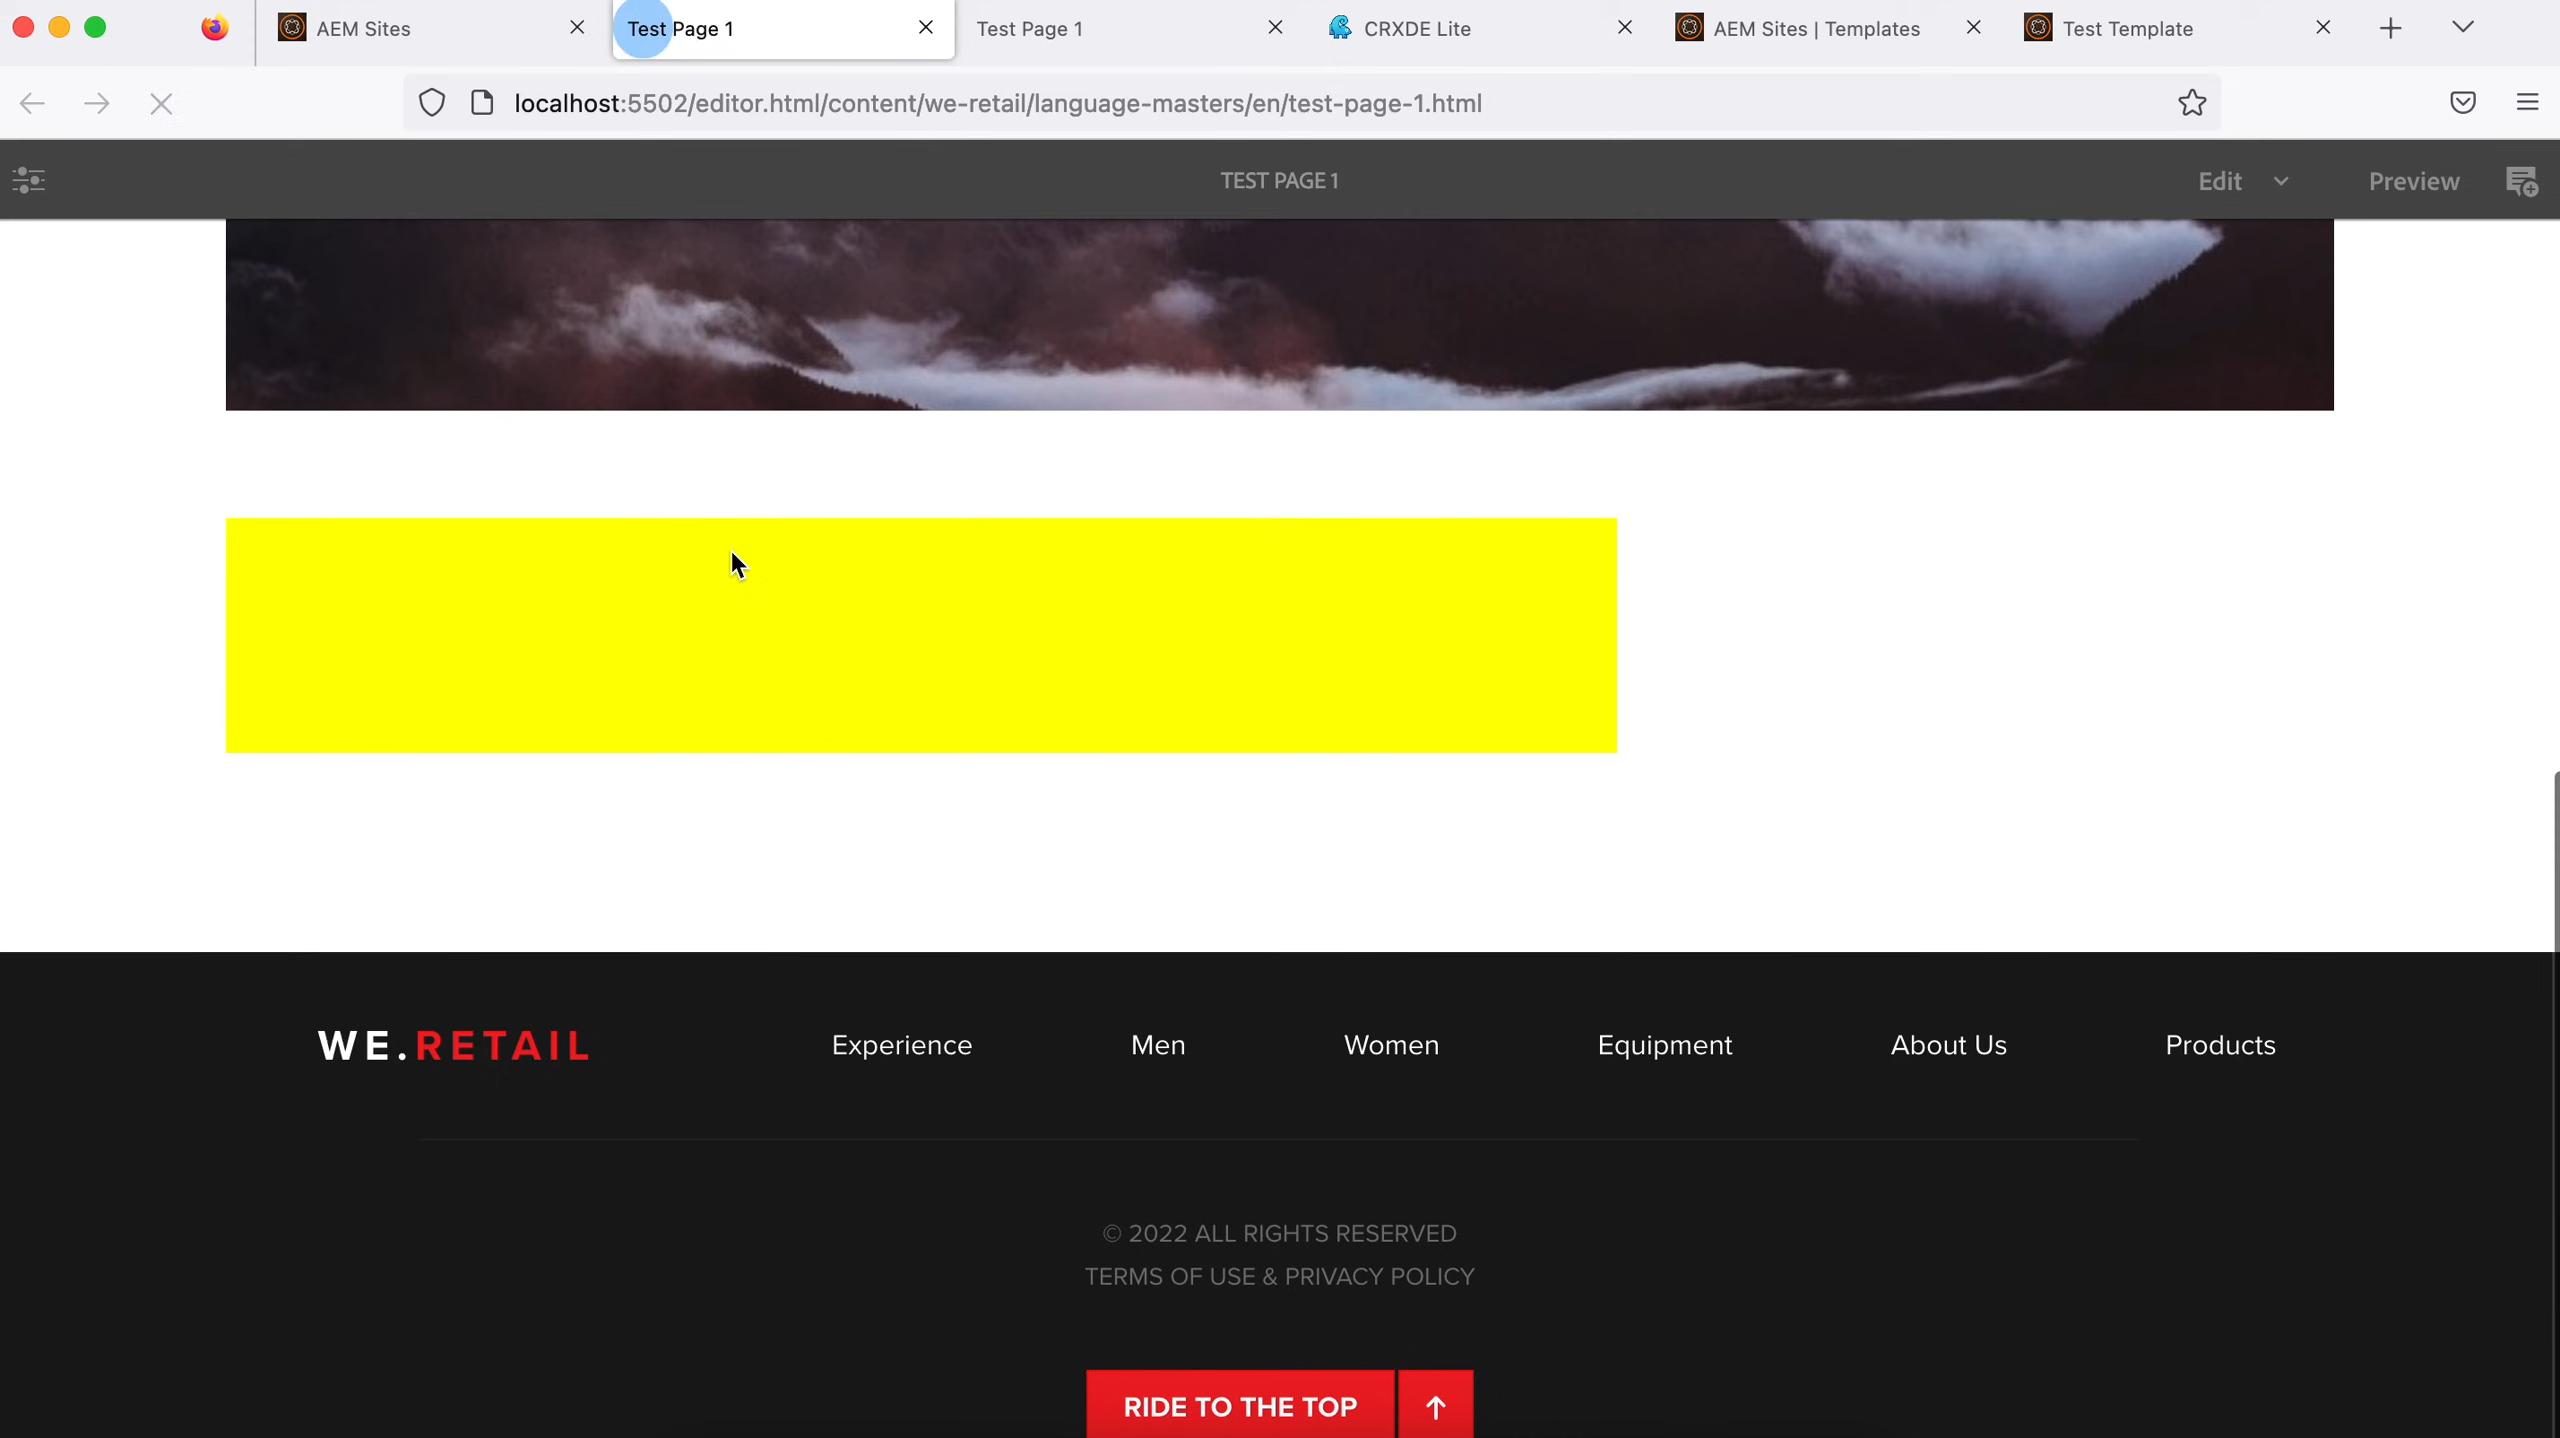 AEM Sites
Test Page 1
Test Page 1
CRXDE Lite
AEM Sites | Templates
Test Template
localhost:5502/editor.html/content/we-retail/language-masters/en/test-page-1.html
TEST PAGE 1
Edit
Preview
WE.RETAIL
Experience
Men
Women
Equipment
About Us
Products
© 2022 ALL RIGHTS RESERVED
TERMS OF USE & PRIVACY POLICY
RIDE TO THE TOP